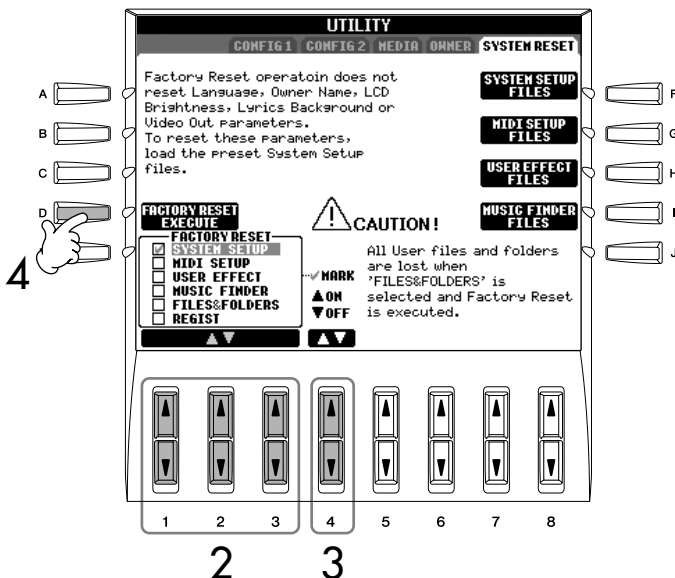 UTILITY
CONFIG 1 CONFIG 2 MEDIA OWNER SYSTEM RESET
Factory Reset operatoin does not
reset Language, Owner Name, LCD
Brightness, Lyrics Background or
Video Out parameters.
To reset these parameters,
load the preset System Setup
files.
SYSTEM SETUP
FILES
MIDI SETUP
FILES
USER EFFECT
FILES
MUSIC FINDER
FILES
A
B
C
D
F
G
H
I
J
4
FACTORY RESET
EXECUTE
CAUTION!
FACTORY RESET
SYSTEM SETUP
MIDI SETUP
USER EFFECT
MUSIC FINDER
FILES&FOLDERS
REGIST
MARK
▲ON
▼OFF
All User files and folders
are lost when
'FILES&FOLDERS' is
selected and Factory Reset
is executed.
▲▼ ▲▼
1 2 3 4 5 6 7 8
2 3